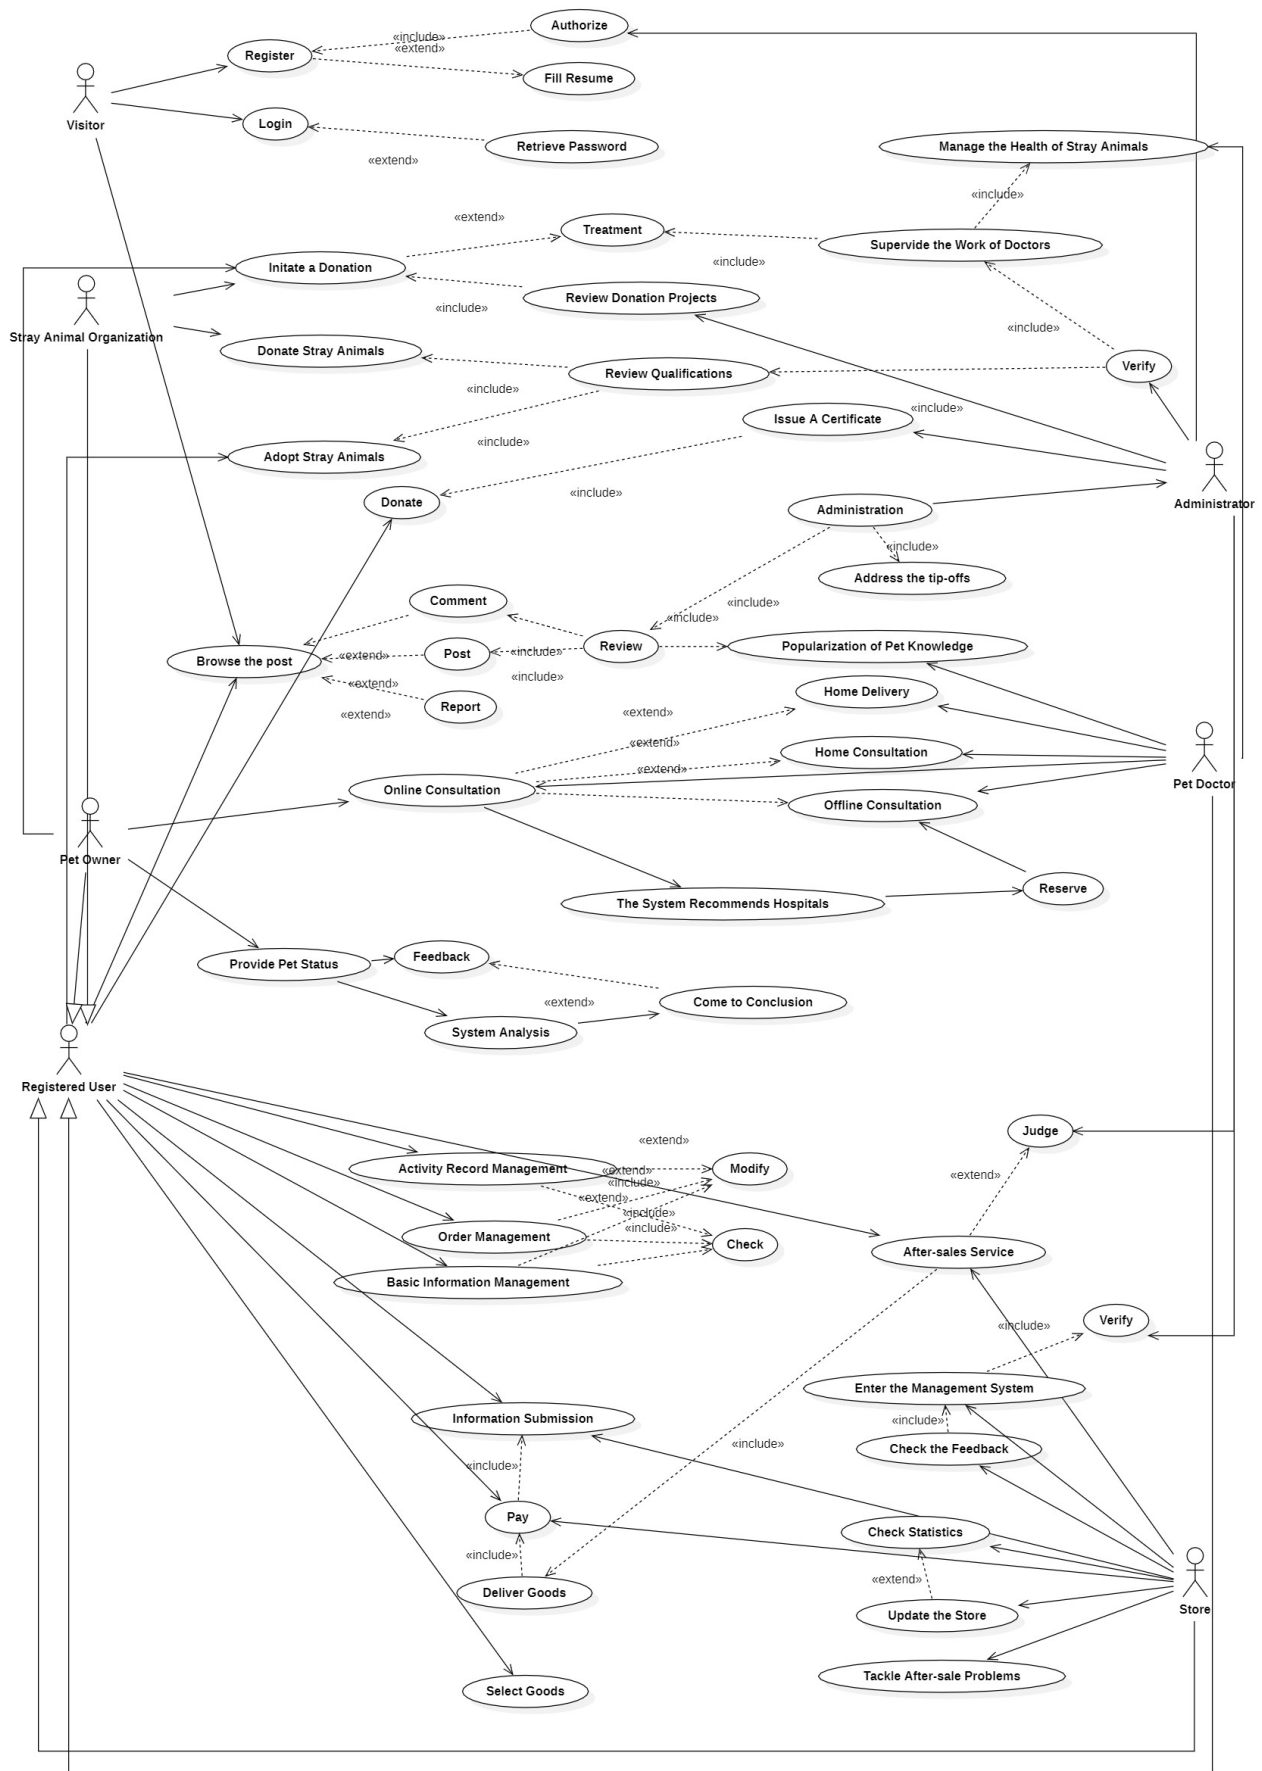 Authorize
«include»
«extend»
Register
Fill Resume
Visitor
Login
Retrieve Password
«extend»
Manage the Health of Stray Animals
«include»
«extend»
Treatment
Supervide the Work of Doctors
«include»
Initate a Donation
Review Donation Projects
«include»
Stray Animal Organization
«include»
Donate Stray Animals
Review Qualifications
Verify
«include»
«include»
Issue A Certificate
«include»
Adopt Stray Animals
«include»
Donate
Administration
Administrator
«include»
Address the tip-offs
Comment
«include»
«include»
Review
Popularization of Pet Knowledge
Browse the post
«extend»
Post
«include»
«include»
«extend»
Report
«extend»
Home Delivery
«extend»
«extend»
Home Consultation
«extend»
Pet Doctor
Online Consultation
Offline Consultation
Pet Owner
The System Recommends Hospitals
Reserve
Provide Pet Status
Feedback
«extend»
Come to Conclusion
System Analysis
Registered User
«extend»
Judge
Activity Record Management
«extend»
«include»
Modify
«extend»
«extend»
«include»
«include»
Order Management
Check
After-sales Service
Basic Information Management
«include»
Verify
Enter the Management System
Information Submission
«include»
«include»
Check the Feedback
«include»
Pay
Check Statistics
«include»
«extend»
Deliver Goods
Update the Store
Store
Tackle After-sale Problems
Select Goods